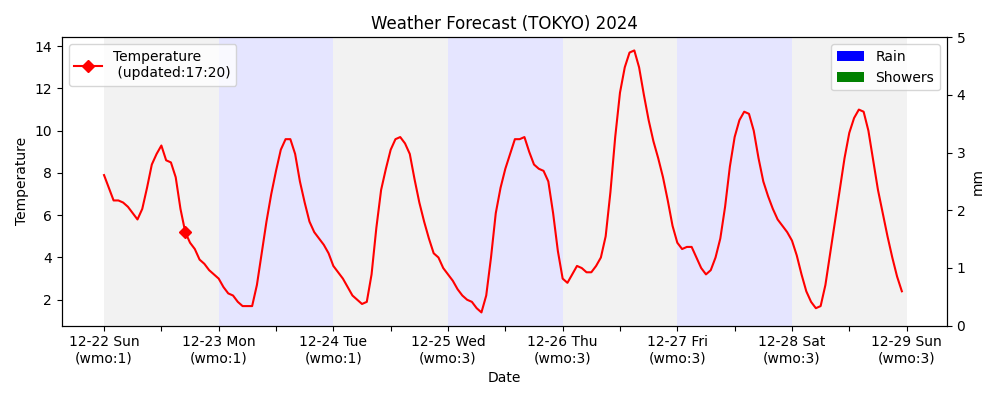 Weather Forecast (TOKYO) 2024
Temperature
(updated:17:20)
Rain
Showers
14
12
10
8
6
4
2
Temperature
5
4
3
2
1
0
mm
12-22 Sun 12-23 Mon 12-24 Tue 12-25 Wed 12-26 Thu 12-27 Fri 12-28 Sat 12-29 Sun
(wmo:1) (wmo:1) (wmo:1) (wmo:3) (wmo:3) (wmo:3) (wmo:3) (wmo:3)
Date